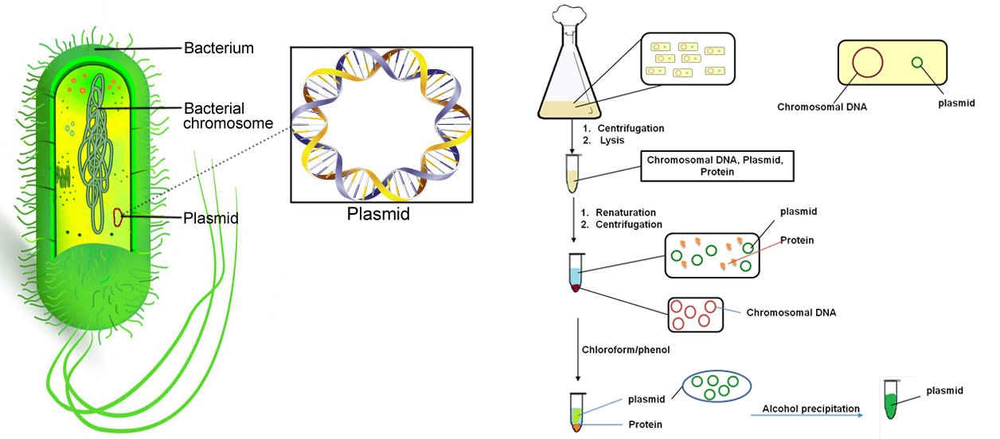 Bacterium
Bacterial
chromosome
Plasmid
Plasmid
Chromosomal DNA
plasmid
1. Centrifugation
2. Lysis
Chromosomal DNA, Plasmid,
Protein
1. Renaturation
2. Centrifugation
plasmid
Protein
Chromosomal DNA
Chloroform/phenol
plasmid
Protein
Alcohol precipitation
plasmid